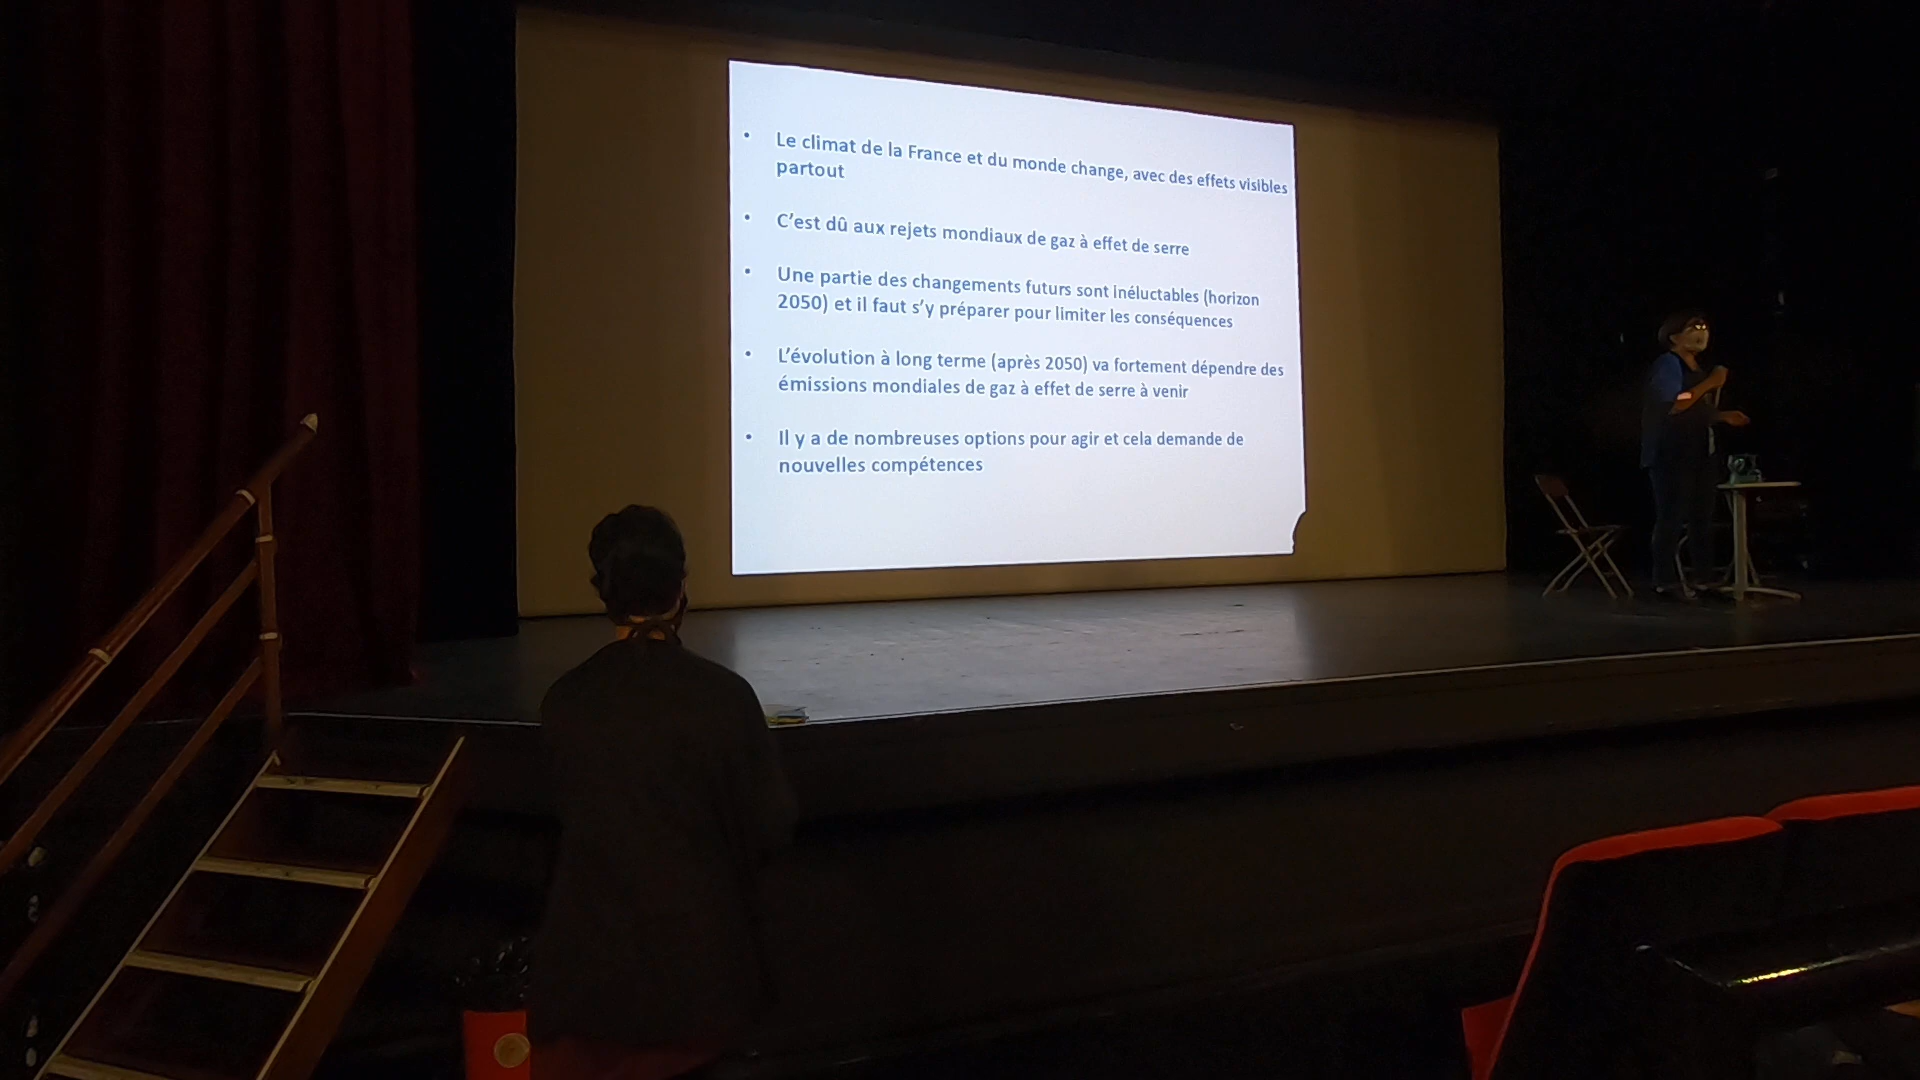 • Le climat de la France et du monde change, avec des effets visibles
partout
• C'est dû aux rejets mondiaux de gaz à effet de serre
• Une partie des changements futurs sont inéluctables (horizon
2050) et il faut s'y préparer pour limiter les conséquences
• L'évolution à long terme (après 2050) va fortement dépendre des
émissions mondiales de gaz à effet de serre à venir
• Il y a de nombreuses options pour agir et cela demande de
nouvelles compétences